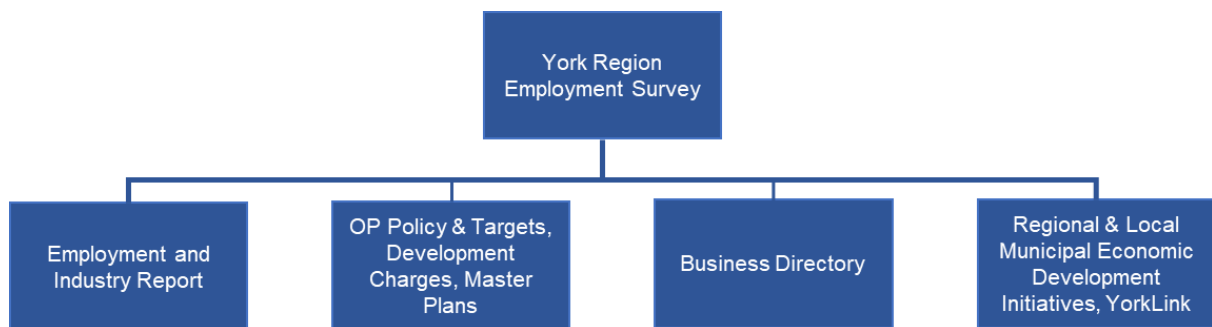 York Region
Employment Survey
Employment and
Industry Report
OP Policy & Targets,
Development
Charges, Master
Plans
Business Directory
Regional & Local
Municipal Economic
Development
Initiatives, YorkLink